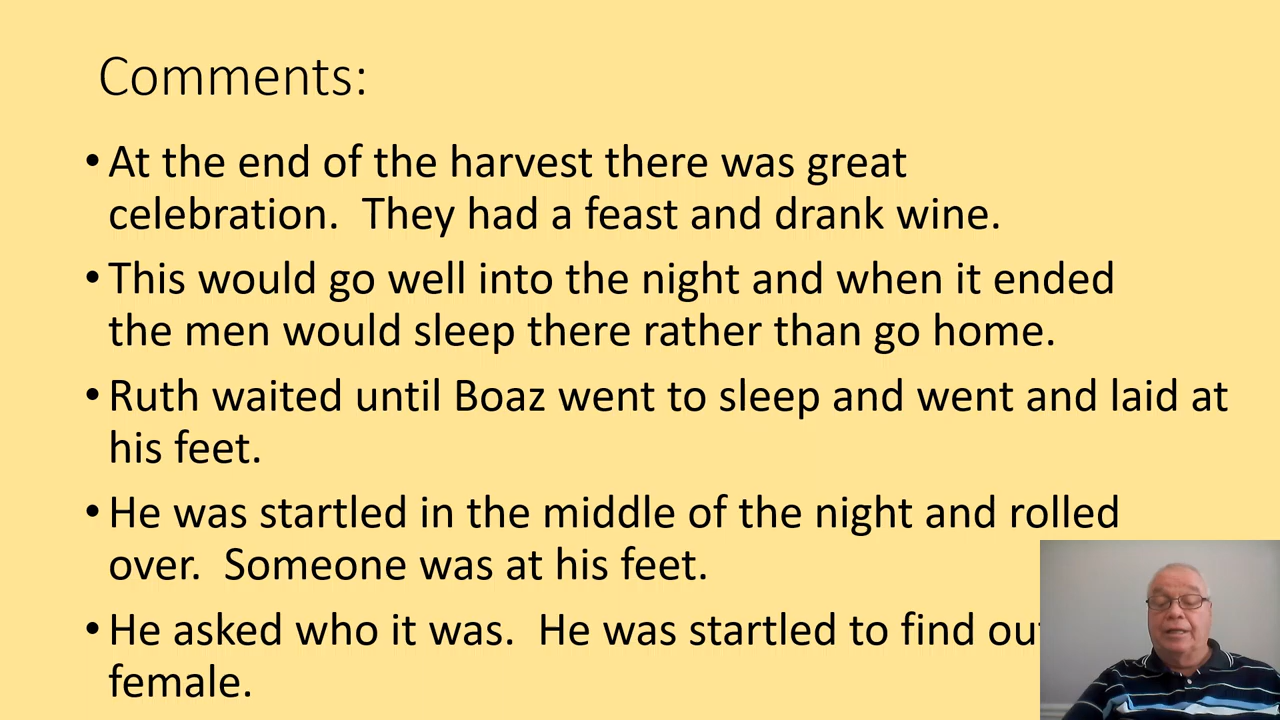 Comments:
• At the end of the harvest there was great
celebration.  They had a feast and drank wine.
• This would go well into the night and when it ended
the men would sleep there rather than go home.
• Ruth waited until Boaz went to sleep and went and laid at
his feet.
• He was startled in the middle of the night and rolled
over.  Someone was at his feet.
• He asked who it was.  He was startled to find
female.